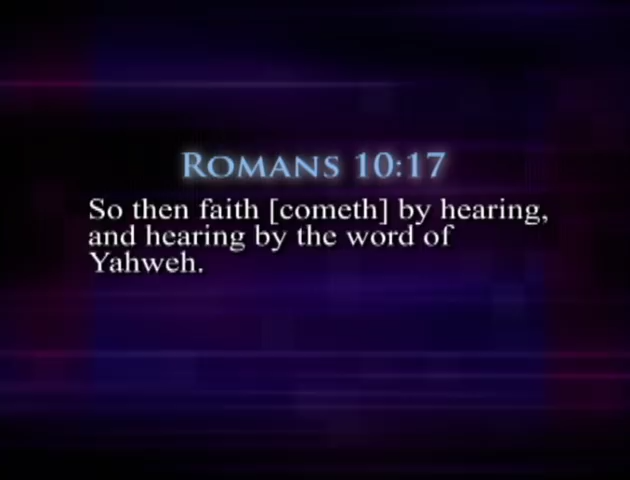 Romans 10:17
So then faith [cometh] by hearing,
and hearing by the word of
Yahweh.